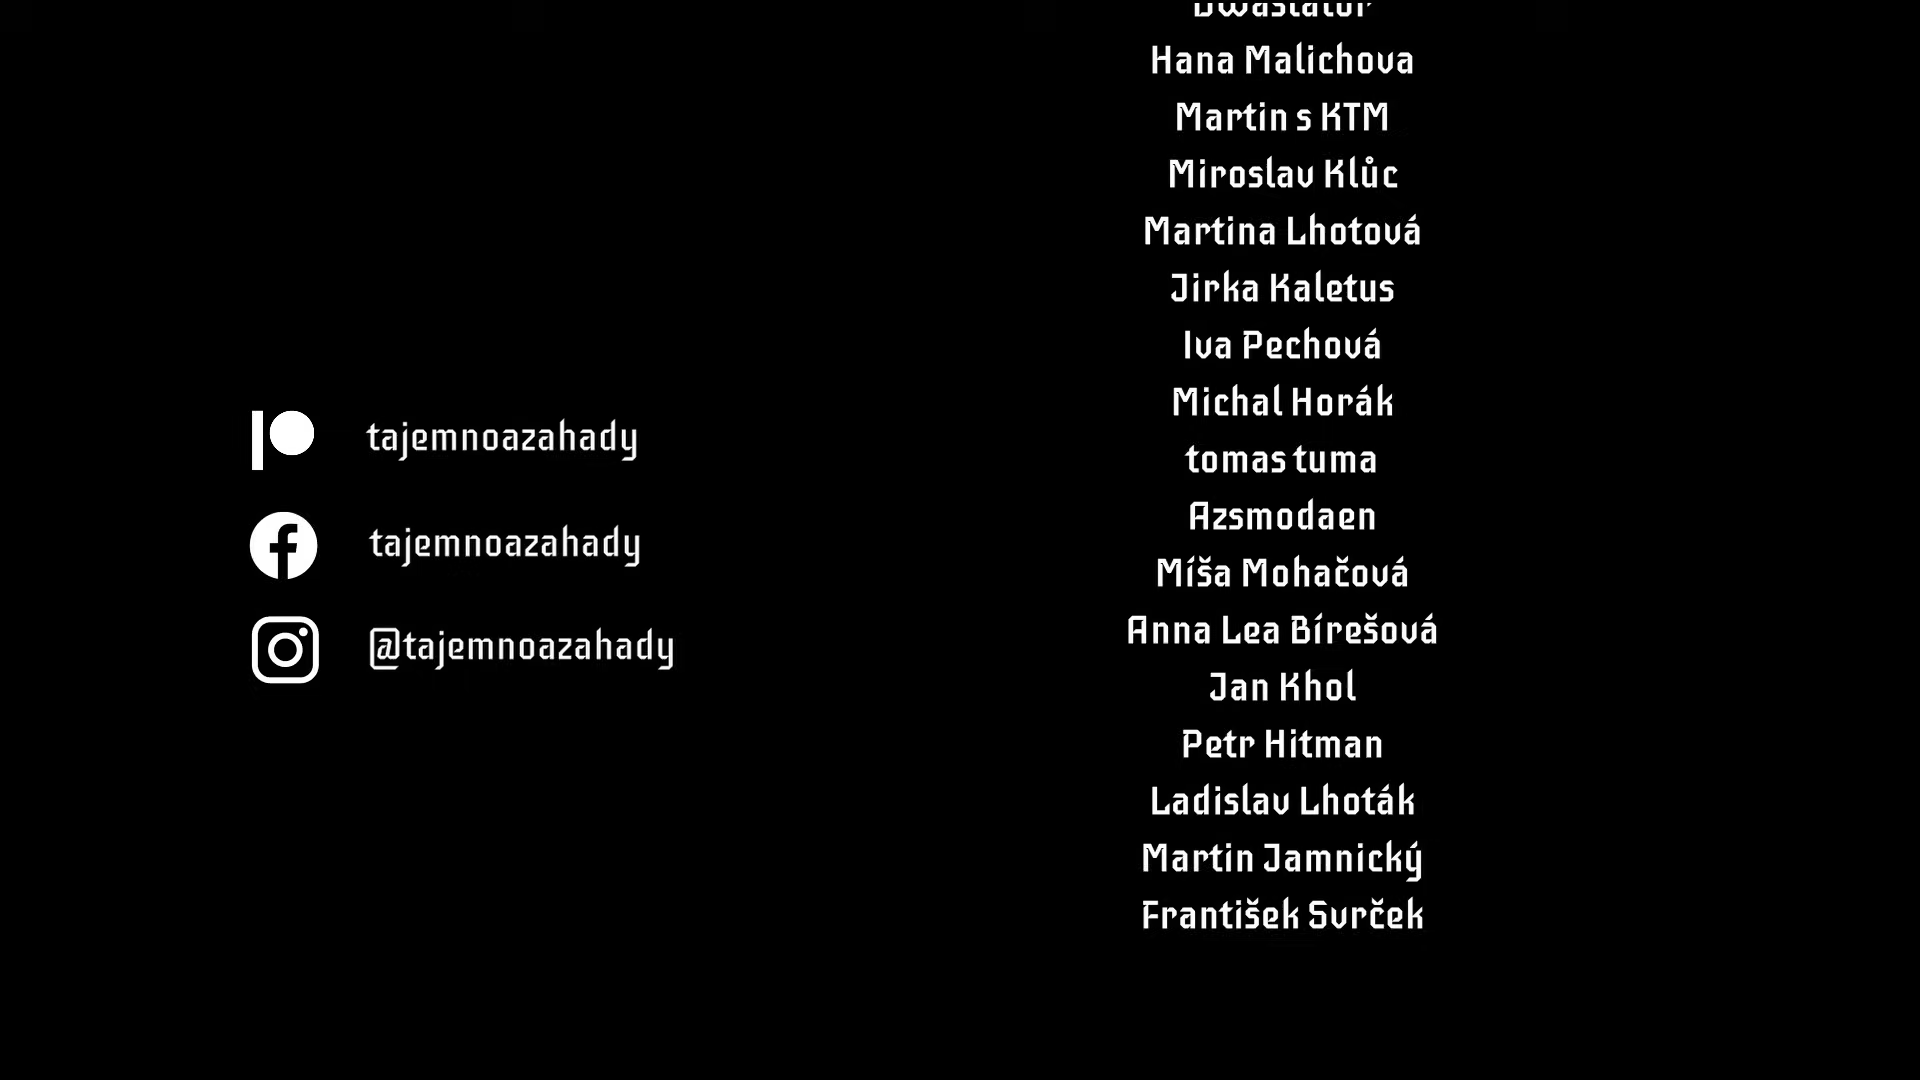 tajemnoazahady
tajemnoazahady
@tajemnoazahady
Hana Malichova
Martin s KTM
Miroslav Klůc
Martina Lhotová
Jirka Kaletus
Iva Pechová
Michal Horák
tomas tuma
Azsmodaen
Míša Mohačová
Anna Lea Bírešová
Jan Khol
Petr Hitman
Ladislav Lhoták
Martin Jamnický
František Svrček